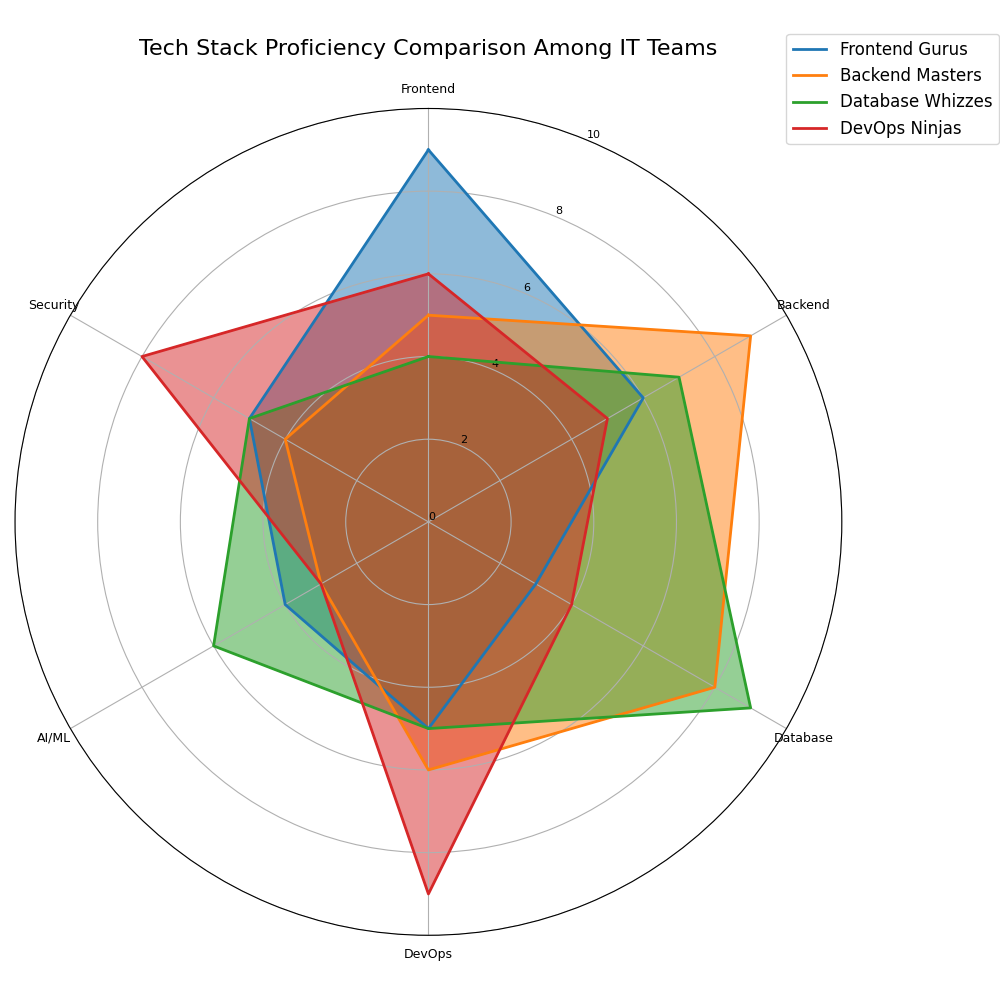 Tech Stack Proficiency Comparison Among IT Teams
Frontend Gurus
Backend Masters
Database Whizzes
DevOps Ninjas
Frontend
10
8
Security
6
Backend
4
2
0
AI/ML
Database
DevOps